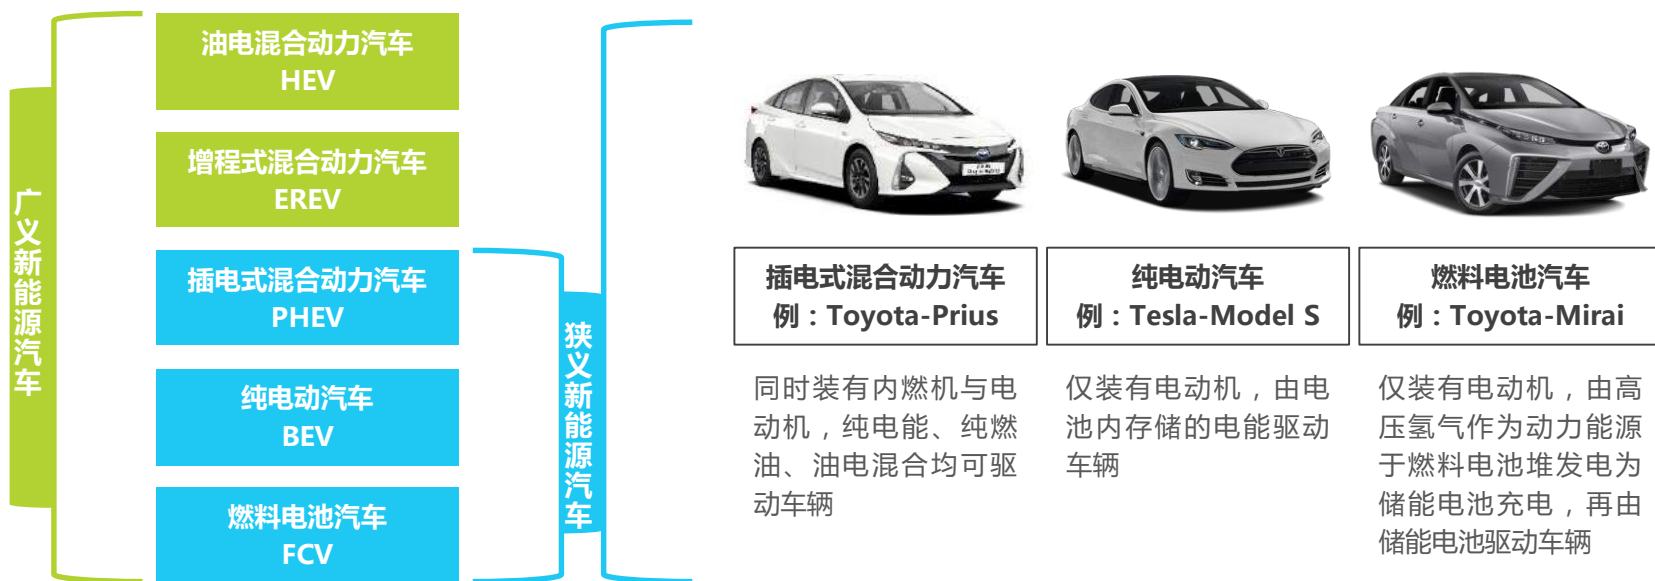 广义新能源汽车
油电混合动力汽车
HEV
增程式混合动力汽车
EREV
插电式混合动力汽车
PHEV
纯电动汽车
BEV
燃料电池汽车
FCV
狭义新能源汽车
插电式混合动力汽车
例：Toyota-Prius
同时装有内燃机与电
动机，纯电能、纯燃
油、油电混合均可驱
动车辆
纯电动汽车
例：Tesla-Model S
仅装有电动机，由电
池内存储的电能驱动
车辆
燃料电池汽车
例：Toyota-Mirai
仅装有电动机，由高
压氢气作为动力能源
于燃料电池堆发电为
储能电池充电，再由
储能电池驱动车辆